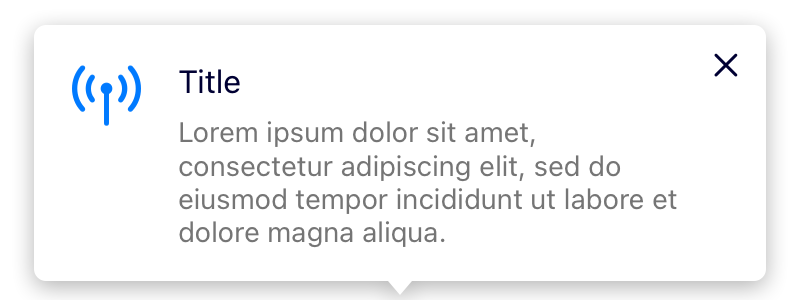 Title
Lorem ipsum dolor sit amet,
consectetur adipiscing elit, sed do
eiusmod tempor incididunt ut labore et
dolore magna aliqua.